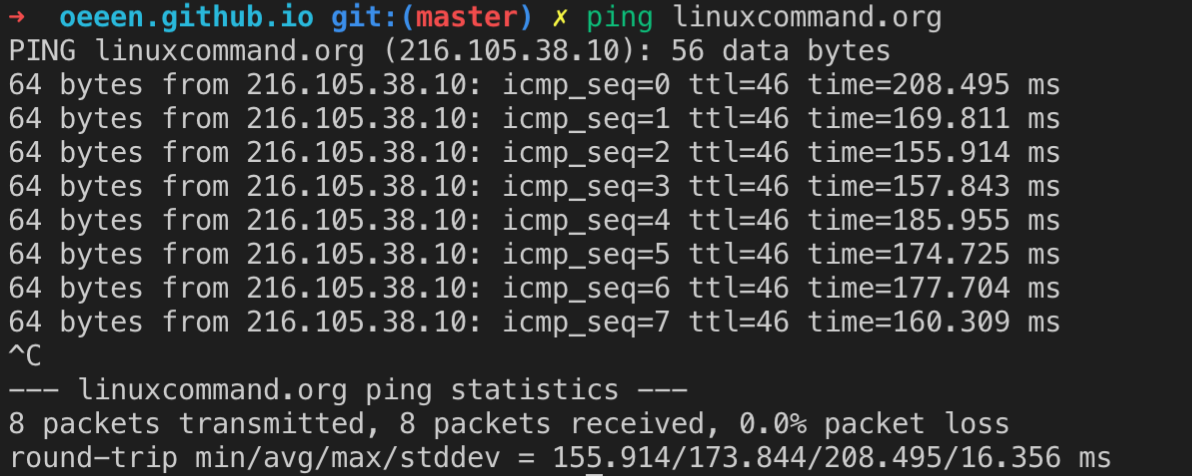 ➜  oeeen.github.io git:(master) ✗ ping linuxcommand.org
PING linuxcommand.org (216.105.38.10): 56 data bytes
64 bytes from 216.105.38.10: icmp_seq=0 ttl=46 time=208.495 ms
64 bytes from 216.105.38.10: icmp_seq=1 ttl=46 time=169.811 ms
64 bytes from 216.105.38.10: icmp_seq=2 ttl=46 time=155.914 ms
64 bytes from 216.105.38.10: icmp_seq=3 ttl=46 time=157.843 ms
64 bytes from 216.105.38.10: icmp_seq=4 ttl=46 time=185.955 ms
64 bytes from 216.105.38.10: icmp_seq=5 ttl=46 time=174.725 ms
64 bytes from 216.105.38.10: icmp_seq=6 ttl=46 time=177.704 ms
64 bytes from 216.105.38.10: icmp_seq=7 ttl=46 time=160.309 ms
^C
--- linuxcommand.org ping statistics ---
8 packets transmitted, 8 packets received, 0.0% packet loss
round-trip min/avg/max/stddev = 155.914/173.844/208.495/16.356 ms